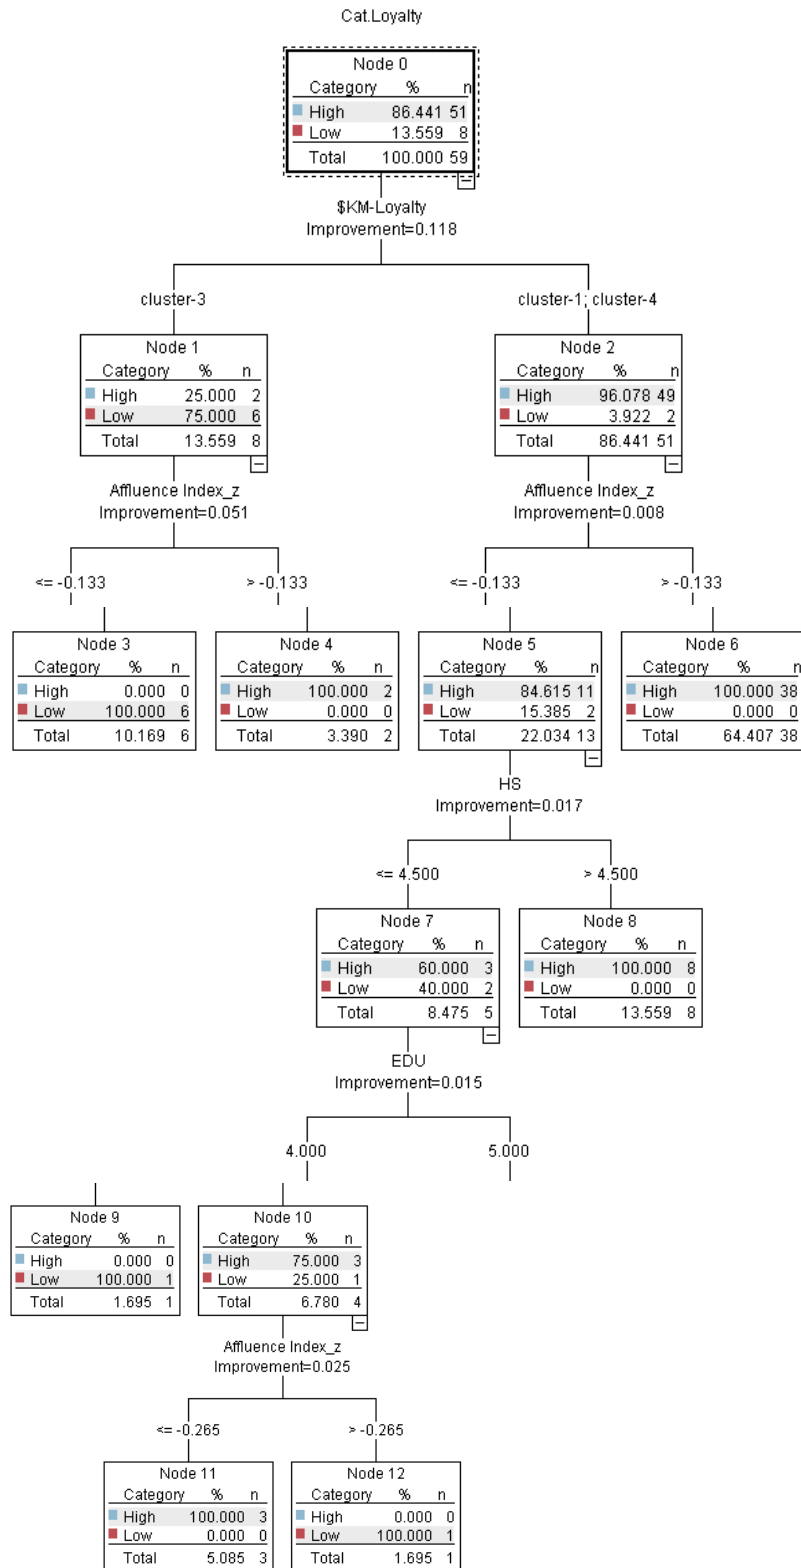 Cat.Loyalty
Node 0
Category % n
High 86.441 51
Low 13.559 8
Total 100.000 59
$KM-Loyalty
Improvement=0.118
cluster-3
cluster-1; cluster-4
Node 1
Category % n
High 25.000 2
Low 75.000 6
Total 13.559 8
Node 2
Category % n
High 96.078 49
Low 3.922 2
Total 86.441 51
Affluence Index_z
Improvement=0.051
Affluence Index_z
Improvement=0.008
<= -0.133
> -0.133
<= -0.133
> -0.133
Node 3
Category % n
High 0.000 0
Low 100.000 6
Total 10.169 6
Node 4
Category % n
High 100.000 2
Low 0.000 0
Total 3.390 2
Node 5
Category % n
High 84.615 11
Low 15.385 2
Total 22.034 13
Node 6
Category % n
High 100.000 38
Low 0.000 0
Total 64.407 38
HS
Improvement=0.017
<= 4.500
> 4.500
Node 7
Category % n
High 60.000 3
Low 40.000 2
Total 8.475 5
Node 8
Category % n
High 100.000 8
Low 0.000 0
Total 13.559 8
EDU
Improvement=0.015
4.000
5.000
Node 9
Category % n
High 0.000 0
Low 100.000 1
Total 1.695 1
Node 10
Category % n
High 75.000 3
Low 25.000 1
Total 6.780 4
Affluence Index_z
Improvement=0.025
<= -0.265
> -0.265
Node 11
Category % n
High 100.000 3
Low 0.000 0
Total 5.085 3
Node 12
Category % n
High 0.000 0
Low 100.000 1
Total 1.695 1